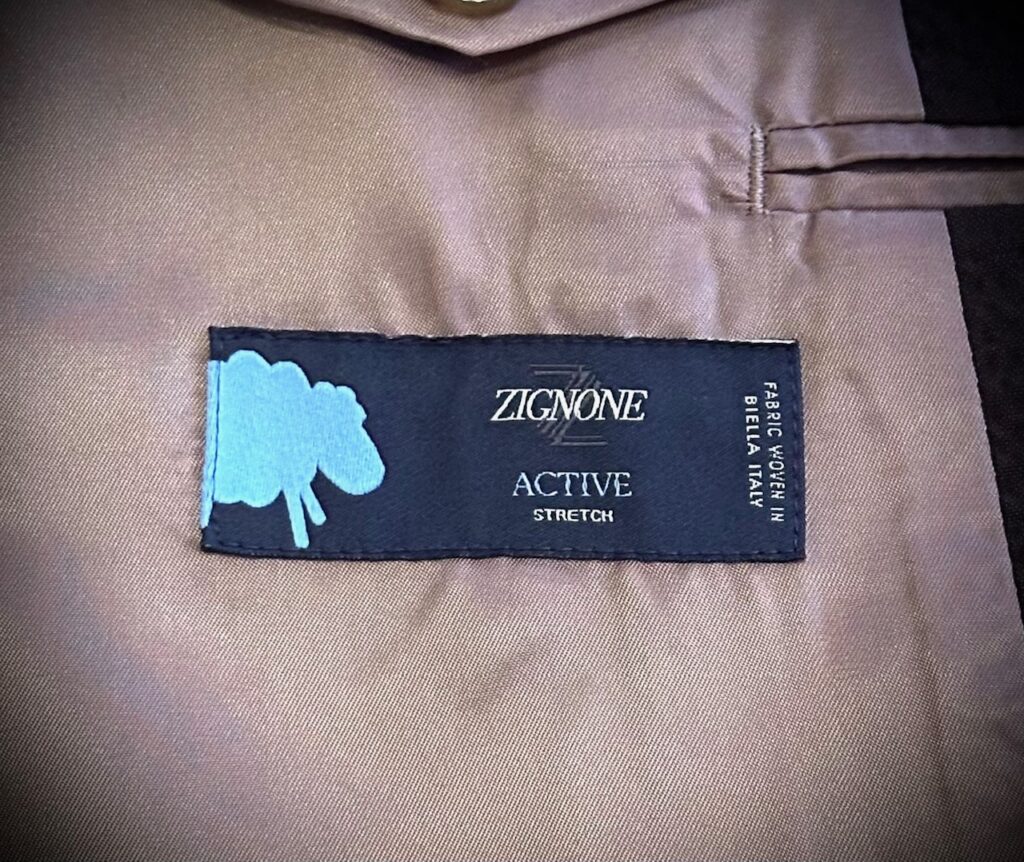 ZIGNONE
ACTIVE
STRETCH
FABRIC WOVEN IN
BIELLA ITALY